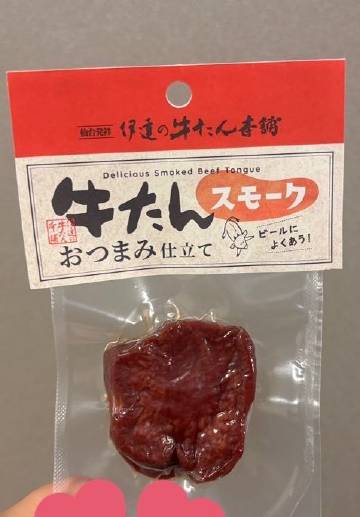 仙台発祥 伊達の牛たん本舗
Delicious Smoked Beef Tongue
牛たん スモーク
おつまみ仕立て
ビールに
よくあう!